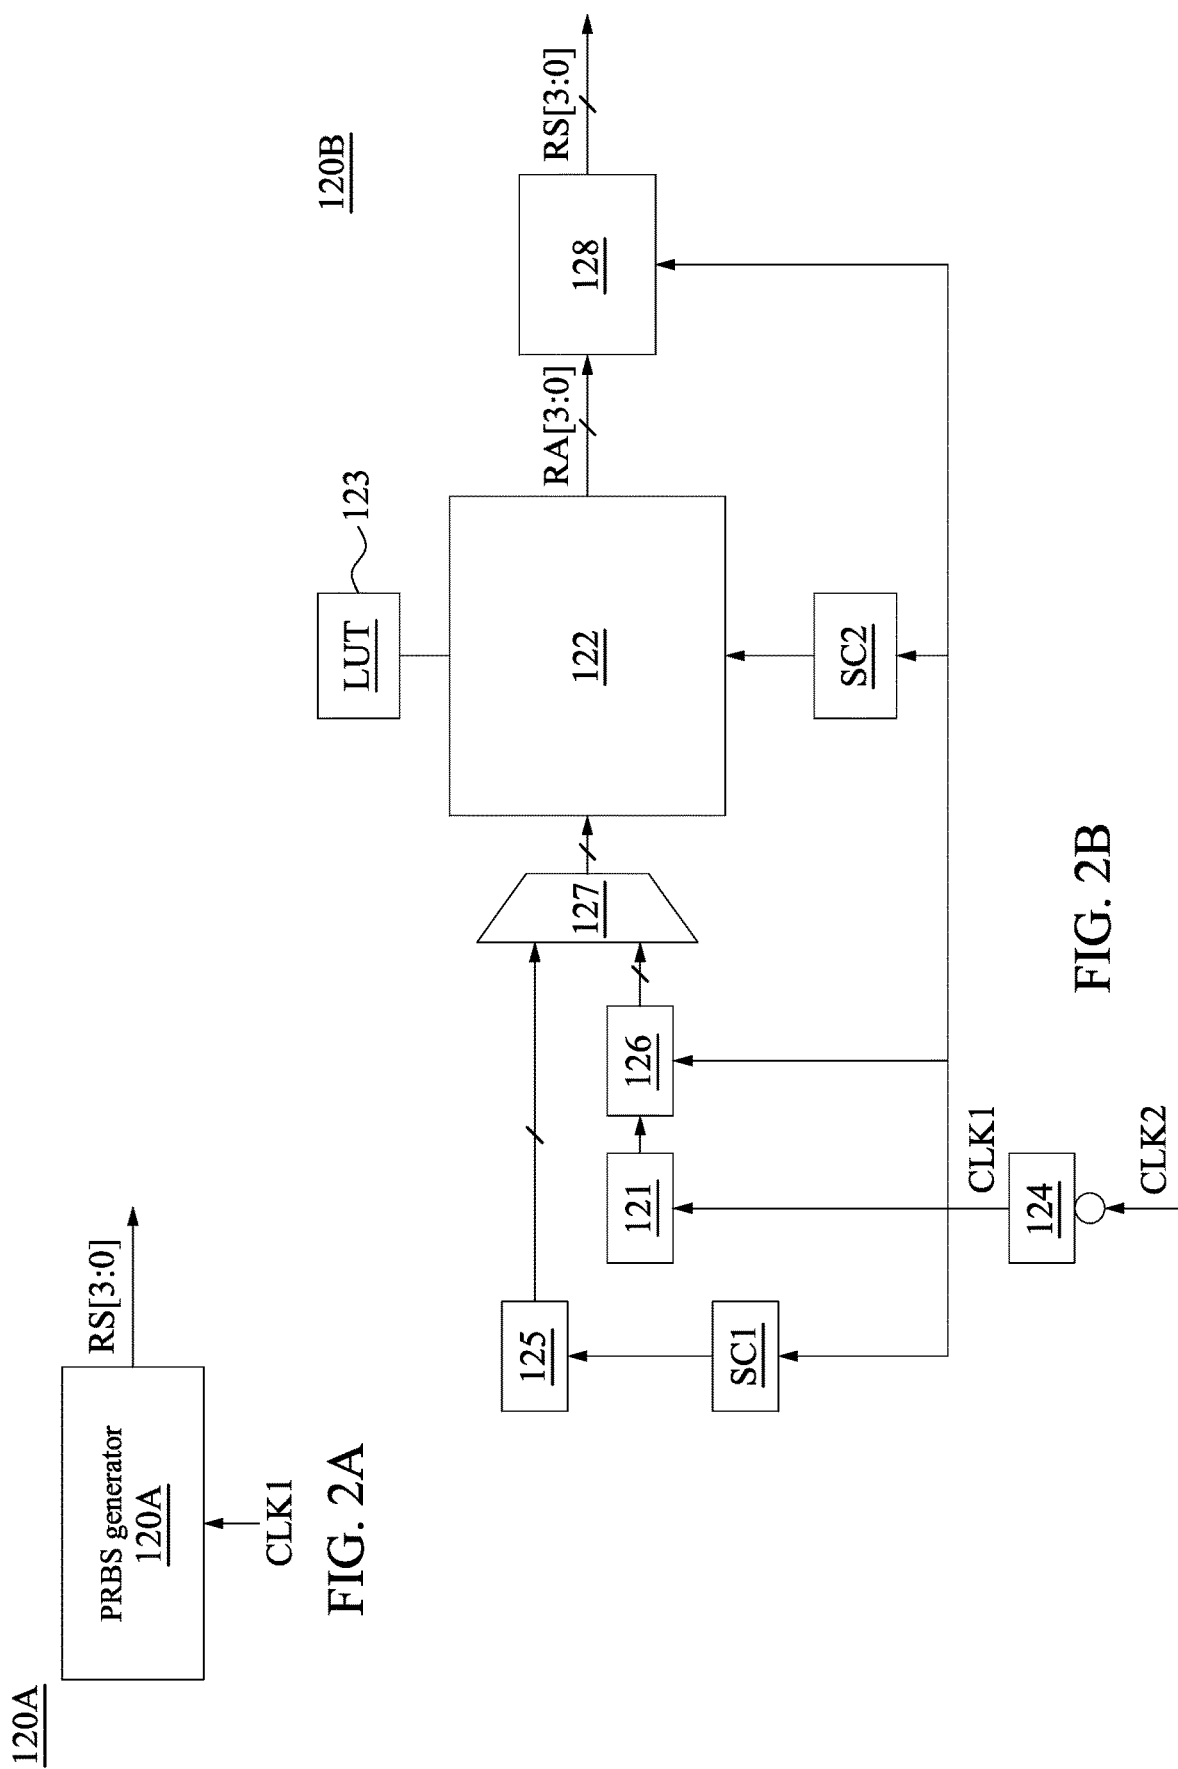 120A
PRBS generator
120A
RS[3:0]
CLK1
FIG. 2A
120B
LUT
123
125
SC1
121
126
127
122
RA[3:0]
128
RS[3:0]
SC2
CLK1
124
CLK2
FIG. 2B